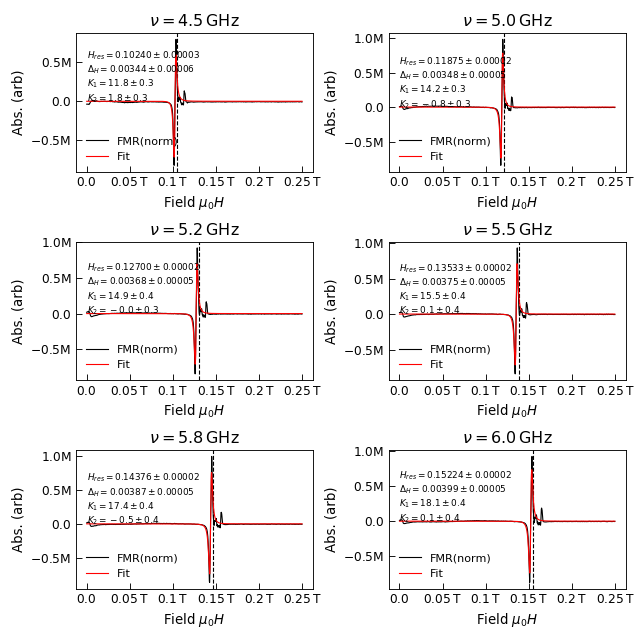 ν = 4.5 GHz
Abs. (arb)
0.5M
0.0
−0.5M
H_res = 0.10240 ± 0.00003
Δ_H = 0.00344 ± 0.00006
K_1 = 11.8 ± 0.3
K_2 = 1.8 ± 0.3
FMR(norm)
Fit
0.0 0.05 T 0.1 T 0.15 T 0.2 T 0.25 T
Field μ_0H
ν = 5.0 GHz
Abs. (arb)
1.0M
0.5M
0.0
−0.5M
H_res = 0.11875 ± 0.00002
Δ_H = 0.00348 ± 0.00005
K_1 = 14.2 ± 0.3
K_2 = −0.8 ± 0.3
FMR(norm)
Fit
0.0 0.05 T 0.1 T 0.15 T 0.2 T 0.25 T
Field μ_0H
ν = 5.2 GHz
Abs. (arb)
1.0M
0.5M
0.0
−0.5M
H_res = 0.12700 ± 0.00002
Δ_H = 0.00368 ± 0.00005
K_1 = 14.9 ± 0.4
K_2 = −0.0 ± 0.3
FMR(norm)
Fit
0.0 0.05 T 0.1 T 0.15 T 0.2 T 0.25 T
Field μ_0H
ν = 5.5 GHz
Abs. (arb)
1.0M
0.5M
0.0
−0.5M
H_res = 0.13533 ± 0.00002
Δ_H = 0.00375 ± 0.00005
K_1 = 15.5 ± 0.4
K_2 = 0.1 ± 0.4
FMR(norm)
Fit
0.0 0.05 T 0.1 T 0.15 T 0.2 T 0.25 T
Field μ_0H
ν = 5.8 GHz
Abs. (arb)
1.0M
0.5M
0.0
−0.5M
H_res = 0.14376 ± 0.00002
Δ_H = 0.00387 ± 0.00005
K_1 = 17.4 ± 0.4
K_2 = −0.5 ± 0.4
FMR(norm)
Fit
0.0 0.05 T 0.1 T 0.15 T 0.2 T 0.25 T
Field μ_0H
ν = 6.0 GHz
Abs. (arb)
1.0M
0.5M
0.0
−0.5M
H_res = 0.15224 ± 0.00002
Δ_H = 0.00399 ± 0.00005
K_1 = 18.1 ± 0.4
K_2 = 0.1 ± 0.4
FMR(norm)
Fit
0.0 0.05 T 0.1 T 0.15 T 0.2 T 0.25 T
Field μ_0H